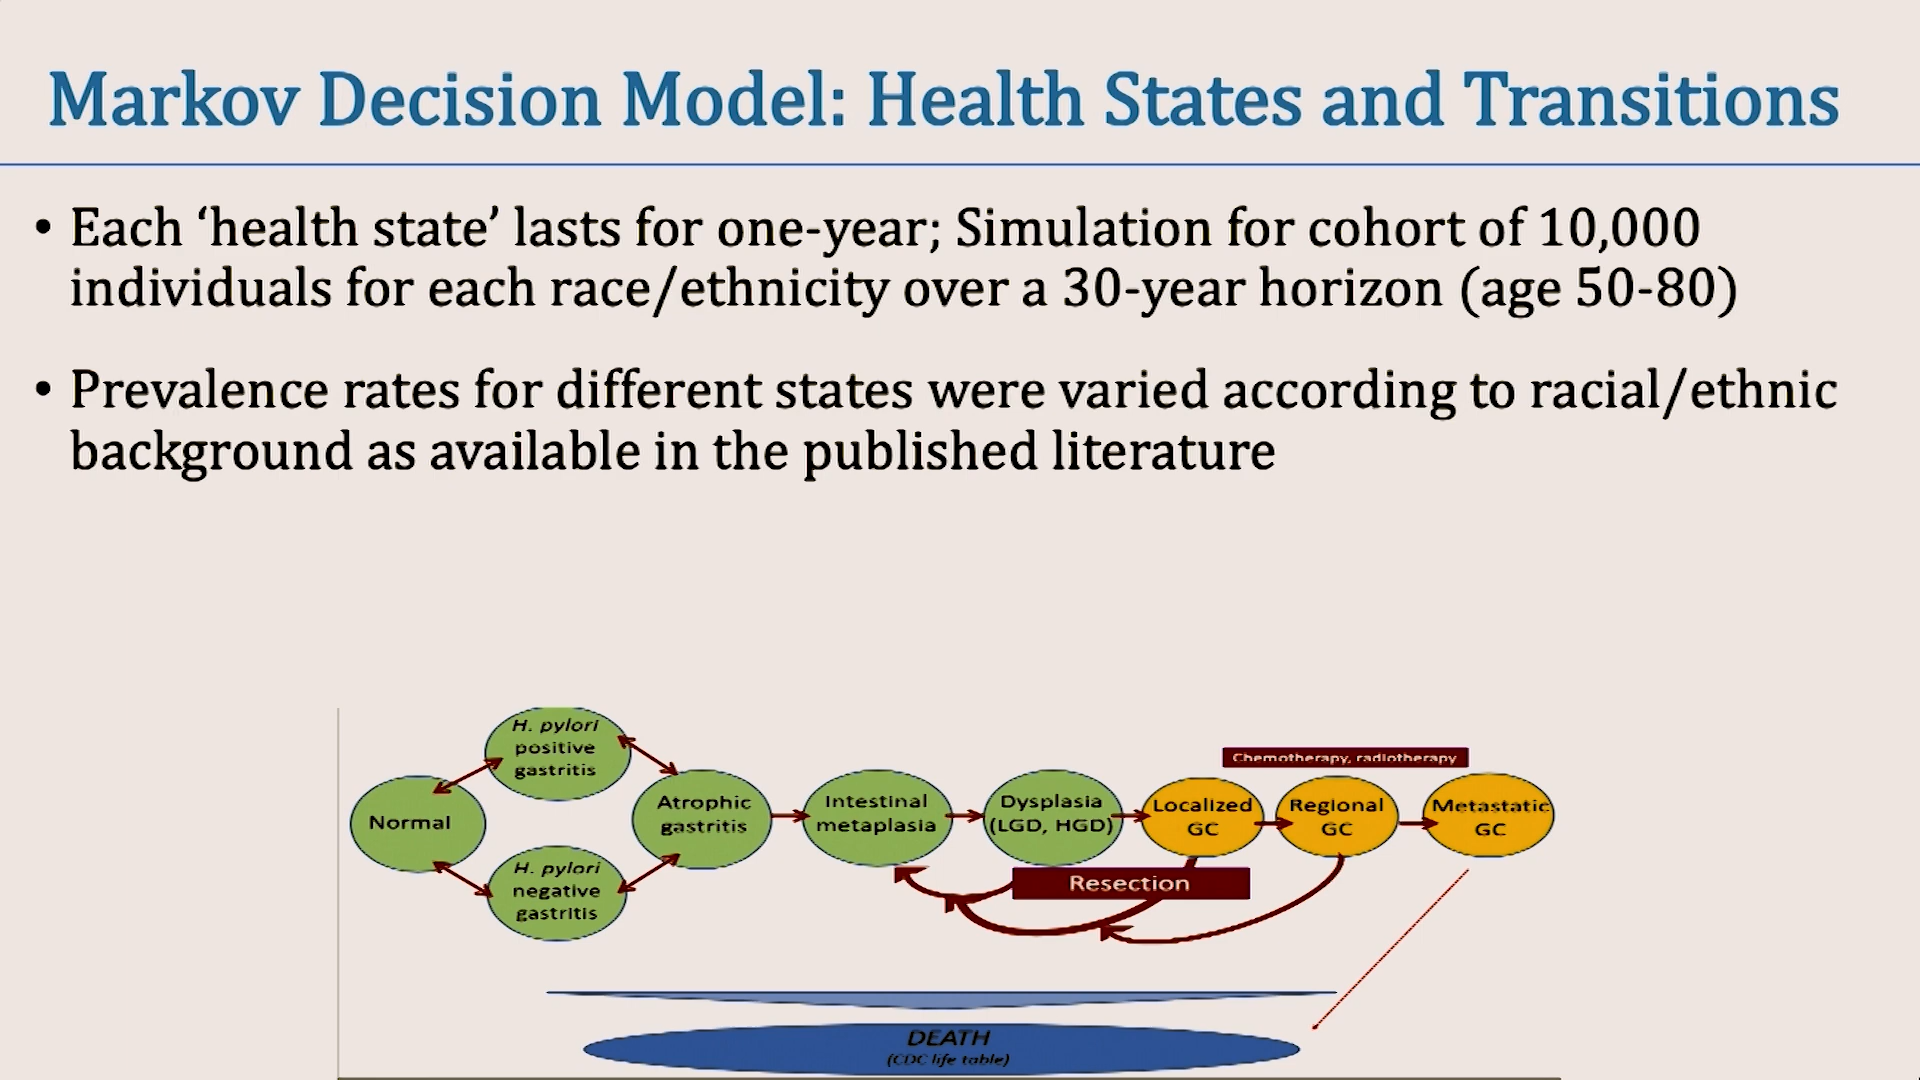 Markov Decision Model: Health States and Transitions
• Each ‘health state’ lasts for one-year; Simulation for cohort of 10,000
individuals for each race/ethnicity over a 30-year horizon (age 50-80)
• Prevalence rates for different states were varied according to racial/ethnic
background as available in the published literature
Normal
H. pylori
positive
gastritis
H. pylori
negative
gastritis
Atrophic
gastritis
Intestinal
metaplasia
Dysplasia
(LGD, HGD)
Localized
GC
Regional
GC
Metastatic
GC
Chemotherapy, radiotherapy
Resection
DEATH
(CDC life table)